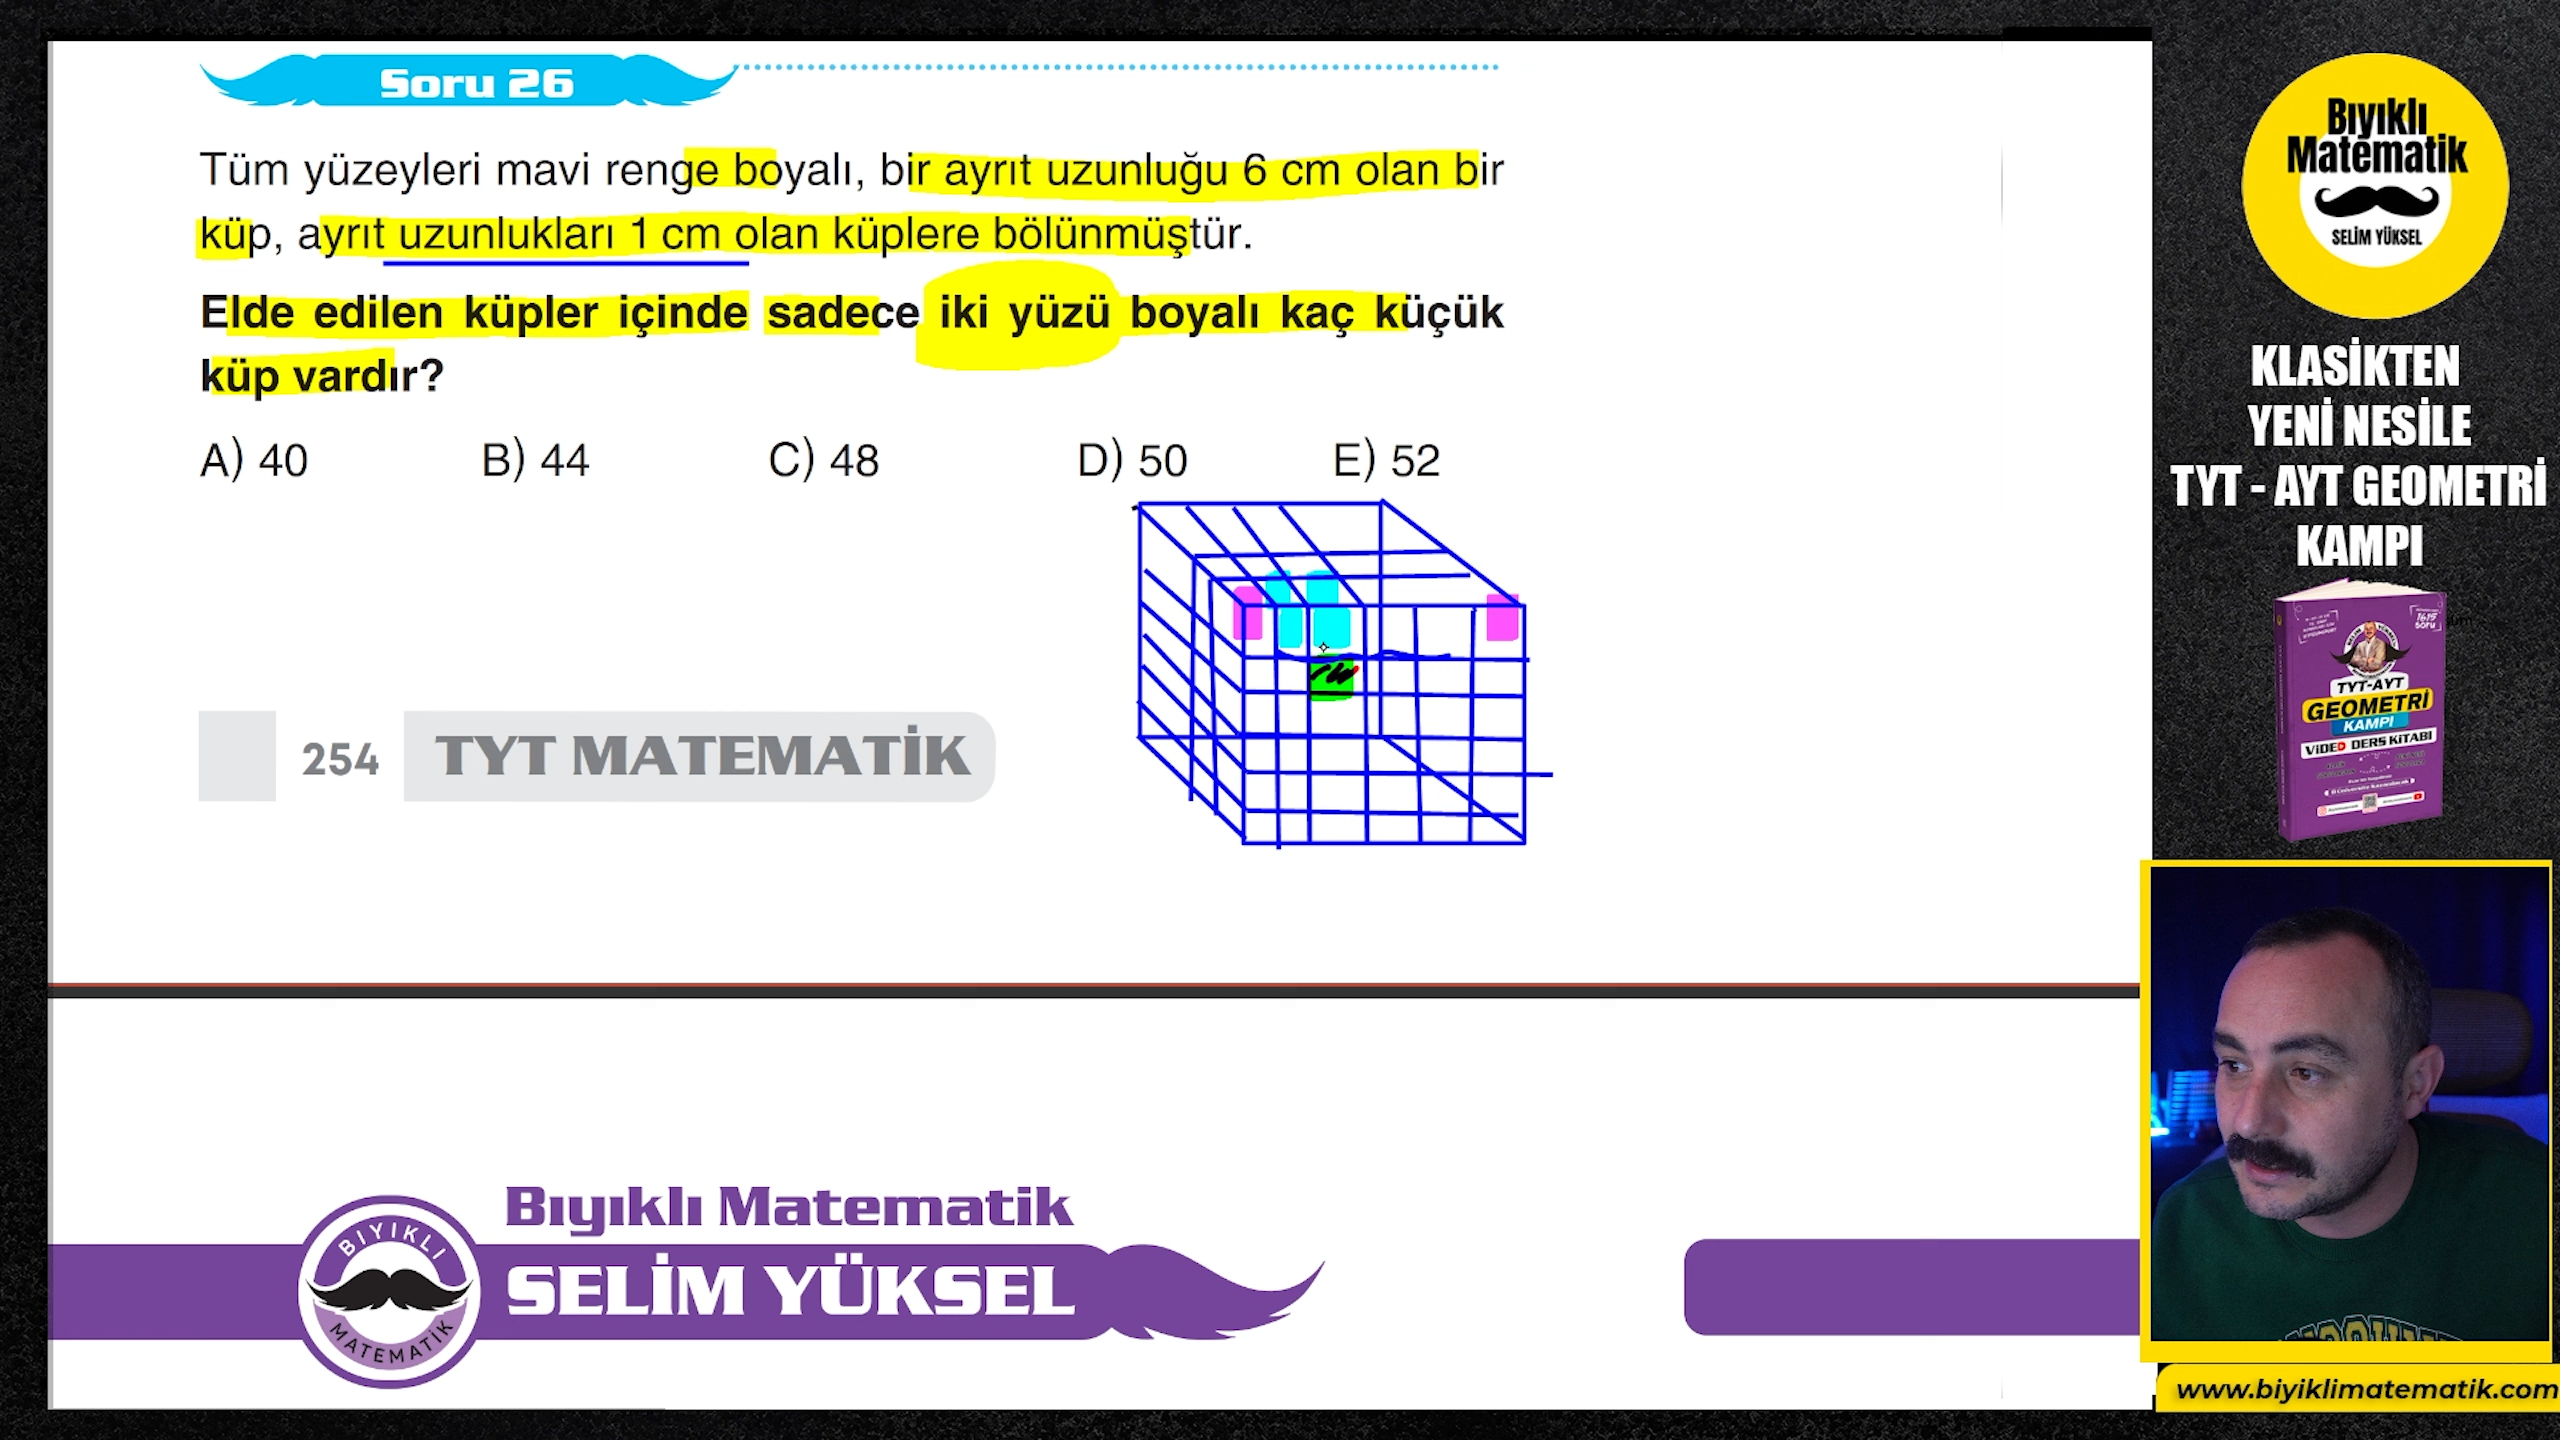 Soru 26
Tüm yüzeyleri mavi renge boyalı, bir ayrıt uzunluğu 6 cm olan bir
küp, ayrıt uzunlukları 1 cm olan küplere bölünmüştür.
Elde edilen küpler içinde sadece iki yüzü boyalı kaç küçük
küp vardır?
A) 40 B) 44 C) 48 D) 50 E) 52
254 TYT MATEMATİK
Bıyıklı Matematik
SELİM YÜKSEL
BIYIKLI
MATEMATİK
Bıyıklı
Matematik
SELİM YÜKSEL
KLASİKTEN
YENİ NESİLE
TYT - AYT GEOMETRİ
KAMPI
TYT-AYT
GEOMETRİ
KAMPI
VİDEO DERS KİTABI
www.biyiklimatematik.com